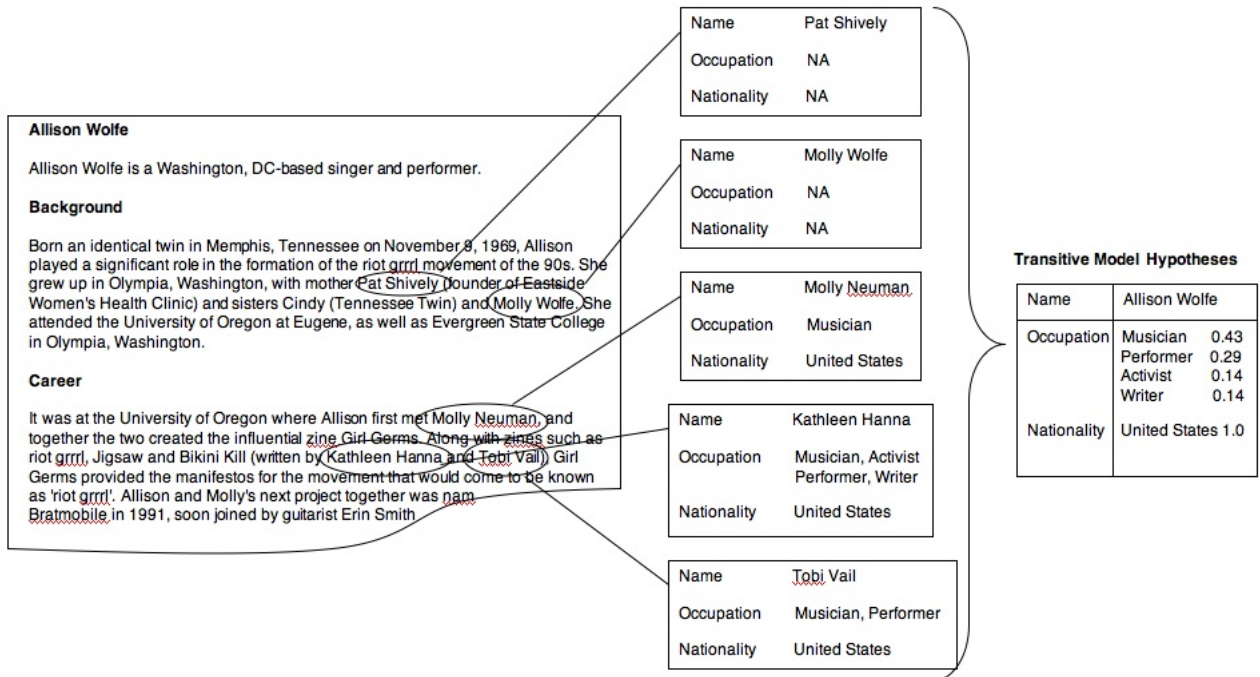 Allison Wolfe
Allison Wolfe is a Washington, DC-based singer and performer.
Background
Born an identical twin in Memphis, Tennessee on November 9, 1969, Allison
played a significant role in the formation of the riot grrrl movement of the 90s. She
grew up in Olympia, Washington, with mother Pat Shively (founder of Eastside
Women's Health Clinic) and sisters Cindy (Tennessee Twin) and Molly Wolfe. She
attended the University of Oregon at Eugene, as well as Evergreen State College
in Olympia, Washington.
Career
It was at the University of Oregon where Allison first met Molly Neuman, and
together the two created the influential zine Girl Germs. Along with zines such as
riot grrrl, Jigsaw and Bikini Kill (written by Kathleen Hanna and Tobi Vail), Girl
Germs provided the manifestos for the movement that would come to be known
as 'riot grrrl'. Allison and Molly's next project together was nam
Bratmobile in 1991, soon joined by guitarist Erin Smith
Name Pat Shively
Occupation NA
Nationality NA
Name Molly Wolfe
Occupation NA
Nationality NA
Name Molly Neuman
Occupation Musician
Nationality United States
Name Kathleen Hanna
Occupation Musician, Activist
Performer, Writer
Nationality United States
Name Tobi Vail
Occupation Musician, Performer
Nationality United States
Transitive Model Hypotheses
Name Allison Wolfe
Occupation Musician 0.43
Performer 0.29
Activist 0.14
Writer 0.14
Nationality United States 1.0